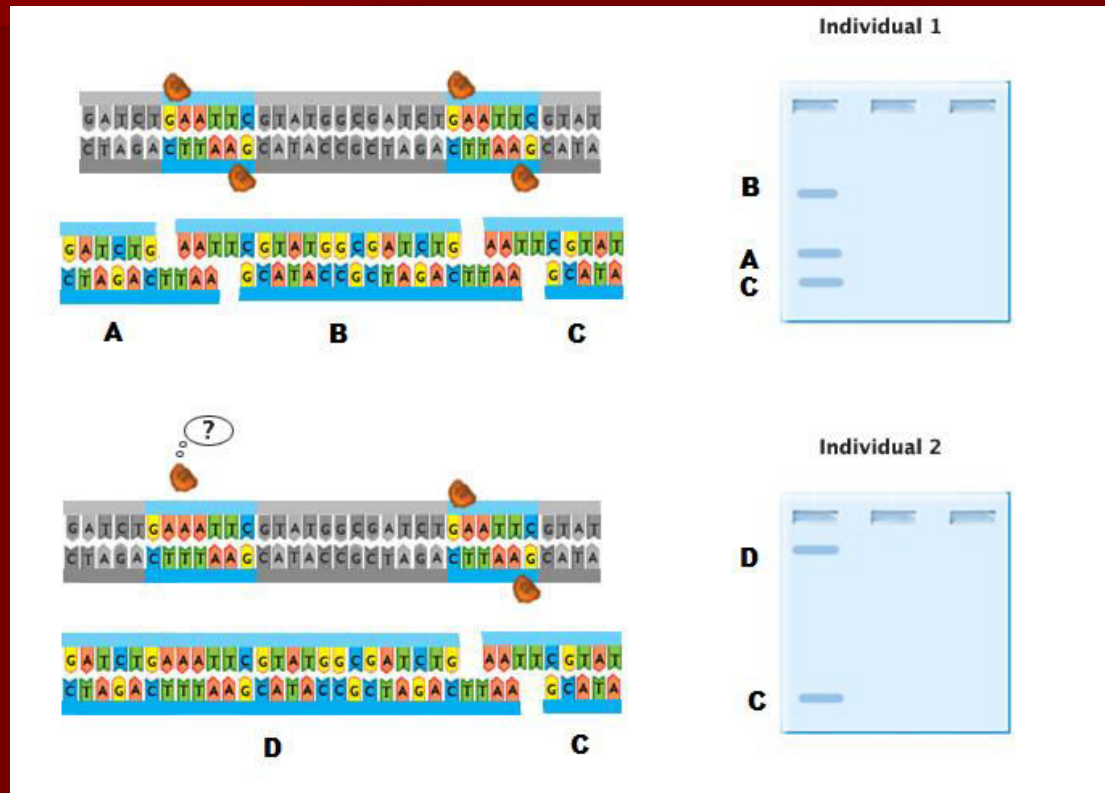 Individual 1
GATCTGAATTCGTATGGCGATCTGAATTCGTAT
CTAGACTTAAGCATACCGCTAGACTTAAGCATA
GATCTG AATTCGTATGGCGATCTG AATTCGTAT
CTAGACTTAA GCATACCGCTAGACTTAA GCATA
A B C
B
A
C
?
Individual 2
GATCTGAAATTCGTATGGCGATCTGAATTCGTAT
CTAGACTTTAAGCATACCGCTAGACTTAAGCATA
GATCTGAAATTCGTATGGCGATCTG AATTCGTAT
CTAGACTTTAAGCATACCGCTAGACTTAA GCATA
D C
D
C